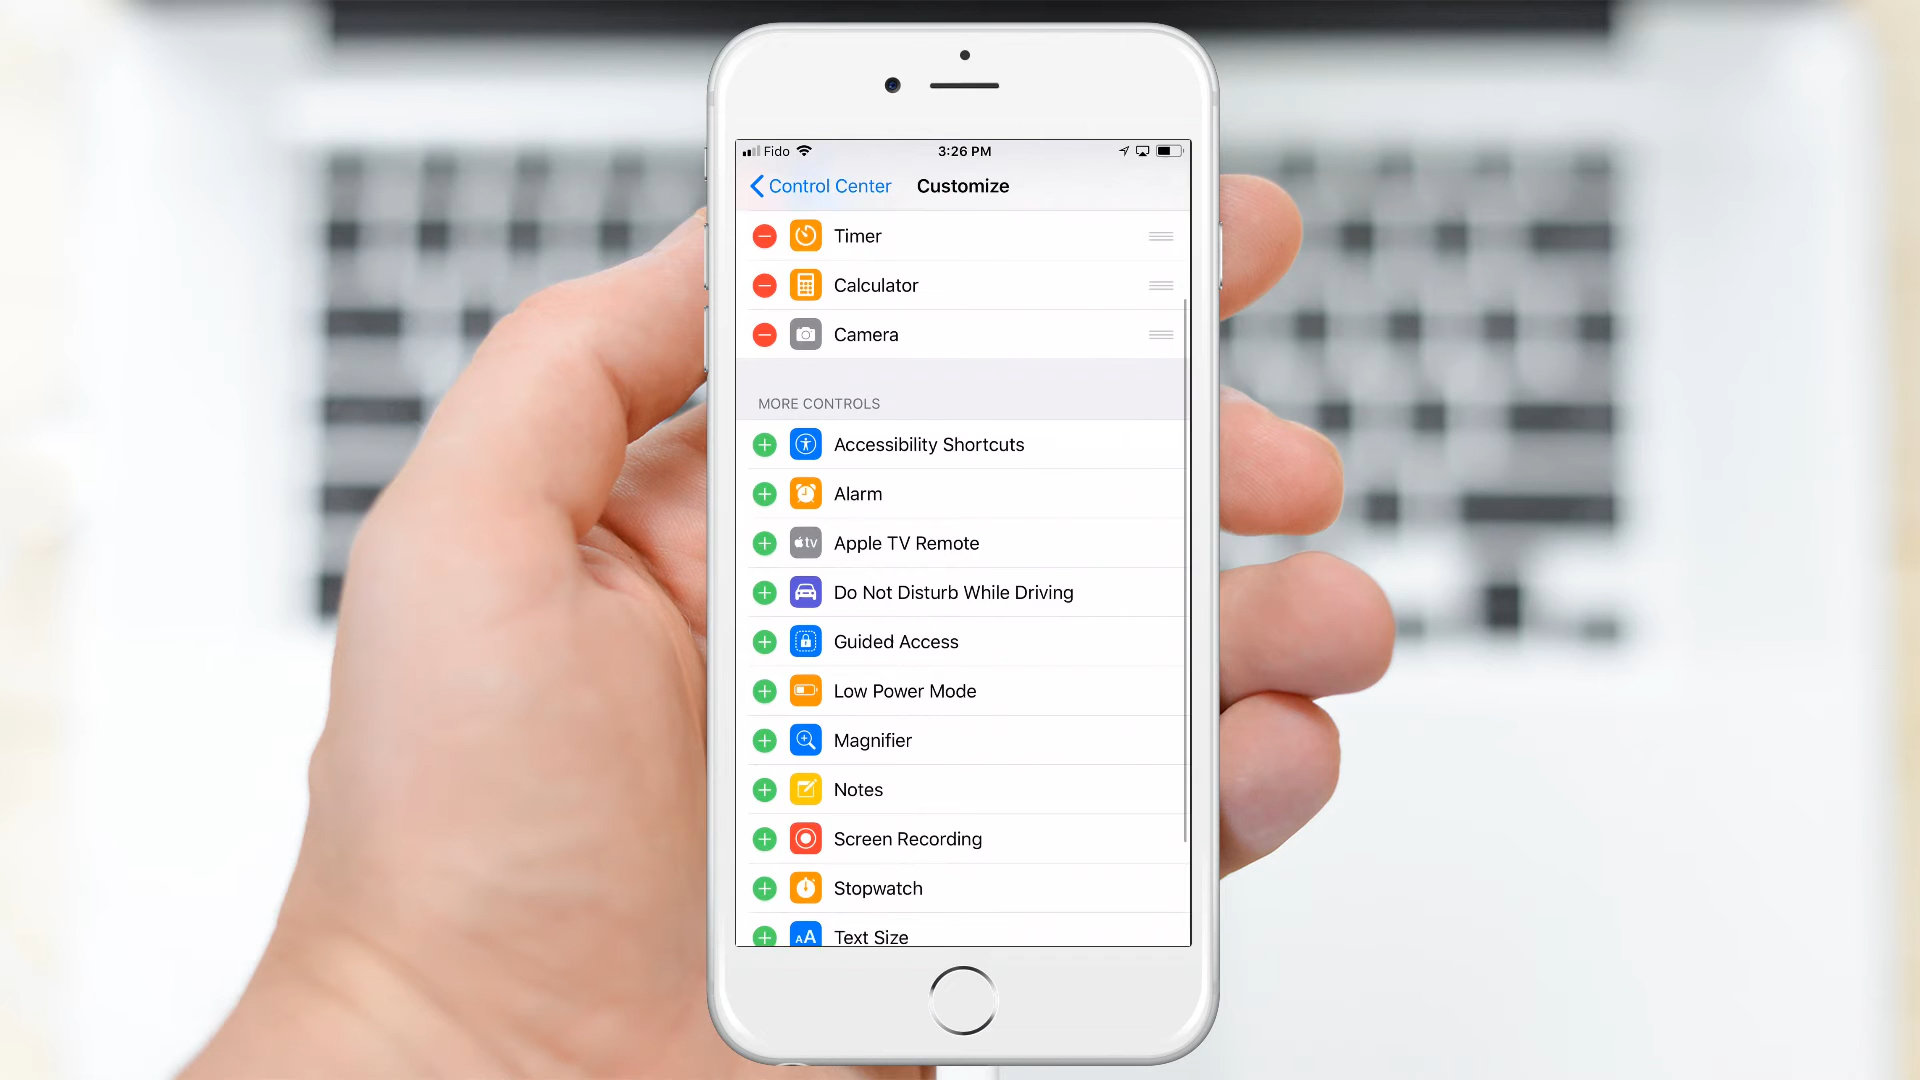 Fido
3:26 PM
Control Center
Customize
Timer
Calculator
Camera
MORE CONTROLS
Accessibility Shortcuts
Alarm
tv
Apple TV Remote
Do Not Disturb While Driving
Guided Access
Low Power Mode
Magnifier
Notes
Screen Recording
Stopwatch
AA
Text Size